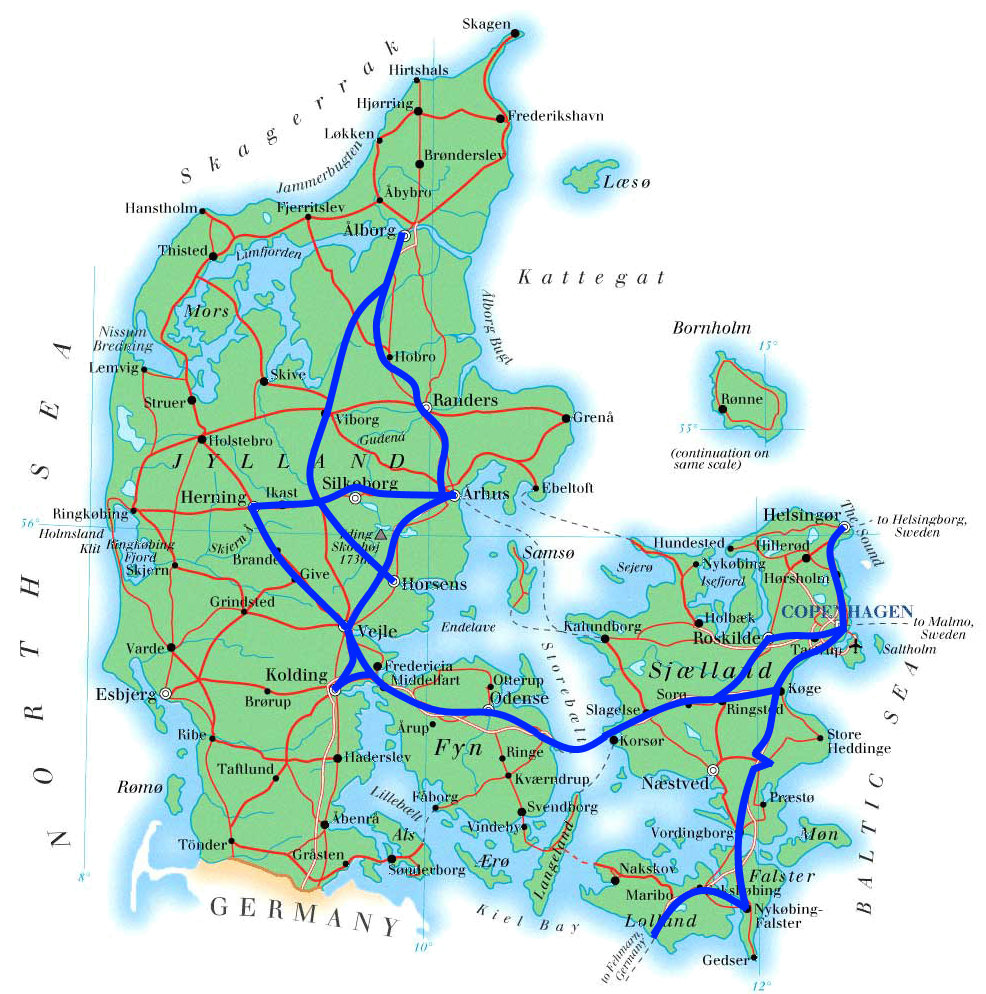 Skagen
Skagerrak
Hirtshals
Hjørring
Frederikshavn
Løkken
Brønderslev
Jammerbugten
Læsø
Åbybro
Hanstholm
Fjerritslev
Ålborg
Thisted
Limfjorden
Kattegat
Mors
Ålborg Bugt
Nissum
Bredning
Bornholm
15°
Lemvig
Hobro
Skive
Struer
Randers
Rønne
Viborg
Grenå
55°
Holstebro
Gudenå
(continuation on
same scale)
JYLLAND
Silkeborg
Herning
Ikast
Århus
Ebeltoft
Ringkøbing
Helsingør
The Sound
to Helsingborg,
Sweden
56°
Holmsland
Klit
Ringkøbing
Fjord
Skjern Å
173m
Samsø
Hundested
Hillerød
Brande
Skjern
Give
Horsens
Sejerø
Nykøbing
Isefjord
Hørsholm
Grindsted
COPENHAGEN
Endelave
Holbæk
to Malmo,
Sweden
Vejle
Kalundborg
Roskilde
Varde
Saltholm
Storebælt
Fredericia
Middelfart
Kolding
Otterup
Sjælland
Esbjerg
Brørup
Odense
Sorø
Køge
Slagelse
Ringsted
Ribe
Årup
Fyn
Korsør
Store
Heddinge
Ringe
Haderslev
Taftlund
Kværndrup
Næstved
Rømø
Lillebælt
Fåborg
Svendborg
Præstø
Åbenrå
Vindeby
Vordingborg
Møn
Als
Tönder
Gråsten
Ærø
Langeland
Sønderborg
Nakskov
Falster
8°
Maribo
GERMANY
Kiel Bay
Lolland
Nykøbing-
Falster
10°
to Fehmarn,
Germany
Gedser
12°
NORTH SEA
BALTIC SEA